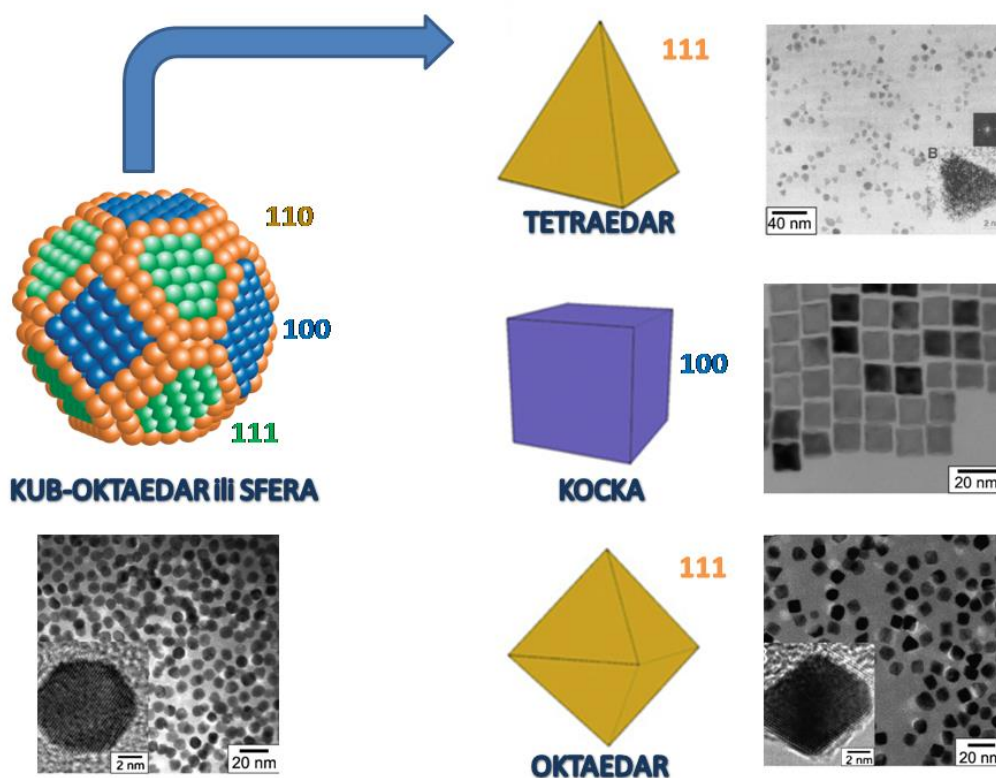 111
TETRAEDAR
B
40 nm
110
100
111
KUB-OKTAEDAR ili SFERA
100
KOCKA
20 nm
2 nm
20 nm
111
OKTAEDAR
2 nm
20 nm